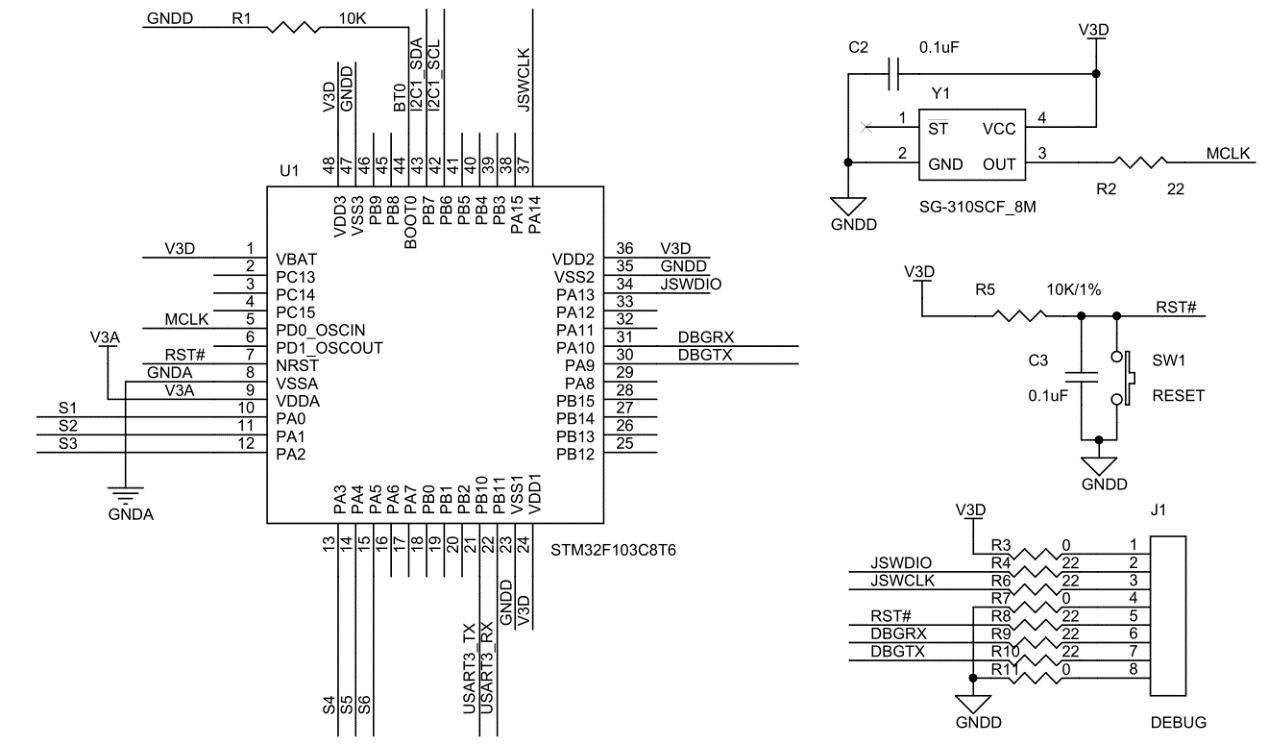 GNDD R1 10K
V3D
GNDD
BT0
I2C1_SDA
I2C1_SCL
JSWCLK
U1
48 47 46 45 44 43 42 41 40 39 38 37
VDD3 VSS3 PB9 PB8 BOOT0 PB7 PB6 PB5 PB4 PB3 PA15 PA14
V3D 1 VBAT
2 PC13
3 PC14
4 PC15
MCLK 5 PD0_OSCIN
6 PD1_OSCOUT
V3A
RST# 7 NRST
GNDA 8 VSSA
V3A 9 VDDA
S1 10 PA0
S2 11 PA1
S3 12 PA2
GNDA
VDD2 36 V3D
VSS2 35 GNDD
PA13 34 JSWDIO
PA12 33
PA11 32
PA10 31 DBGRX
PA9 30 DBGTX
PA8 29
PB15 28
PB14 27
PB13 26
PB12 25
PA3 PA4 PA5 PA6 PA7 PB0 PB1 PB2 PB10 PB11 VSS1 VDD1
13 14 15 16 17 18 19 20 21 22 23 24
STM32F103C8T6
GNDD
V3D
S4
S5
S6
USART3_TX
USART3_RX
V3D
C2 0.1uF
Y1
1 ST VCC 4
2 GND OUT 3
MCLK
R2 22
SG-310SCF_8M
GNDD
V3D
R5 10K/1%
RST#
C3
0.1uF
SW1
RESET
GNDD
V3D
J1
R3 0 1
JSWDIO R4 22 2
JSWCLK R6 22 3
R7 0 4
RST# R8 22 5
DBGRX R9 22 6
DBGTX R10 22 7
R11 0 8
GNDD
DEBUG